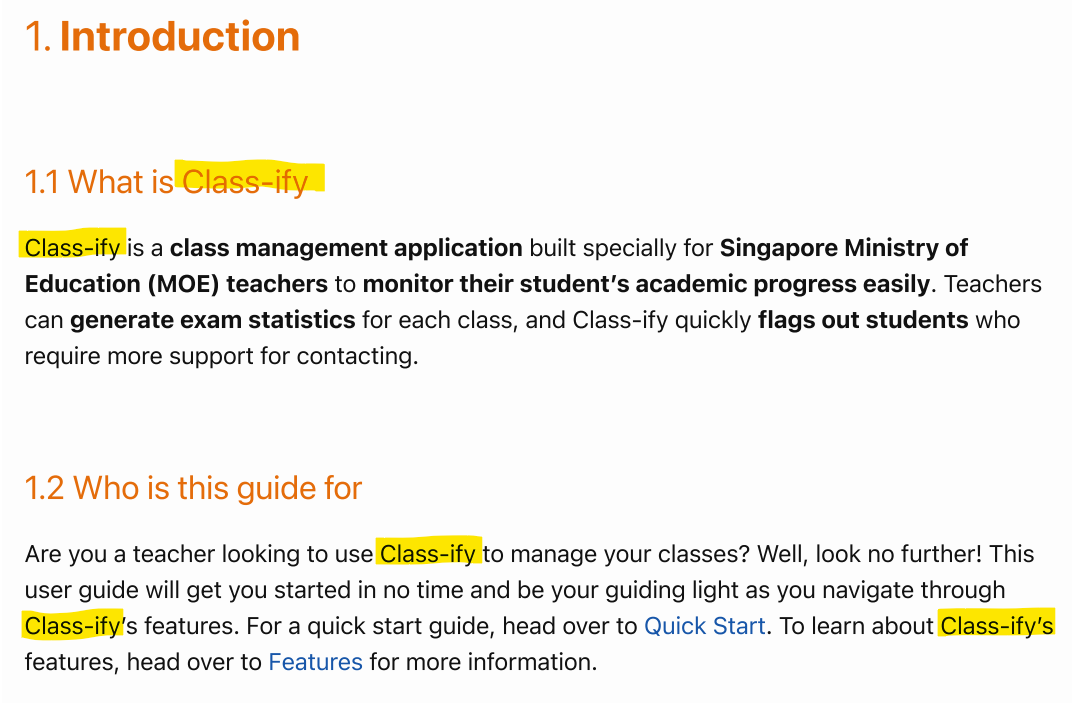 1. Introduction
1.1 What is Class-ify
Class-ify is a class management application built specially for Singapore Ministry of
Education (MOE) teachers to monitor their student’s academic progress easily. Teachers
can generate exam statistics for each class, and Class-ify quickly flags out students who
require more support for contacting.
1.2 Who is this guide for
Are you a teacher looking to use Class-ify to manage your classes? Well, look no further! This
user guide will get you started in no time and be your guiding light as you navigate through
Class-ify’s features. For a quick start guide, head over to Quick Start. To learn about Class-ify’s
features, head over to Features for more information.